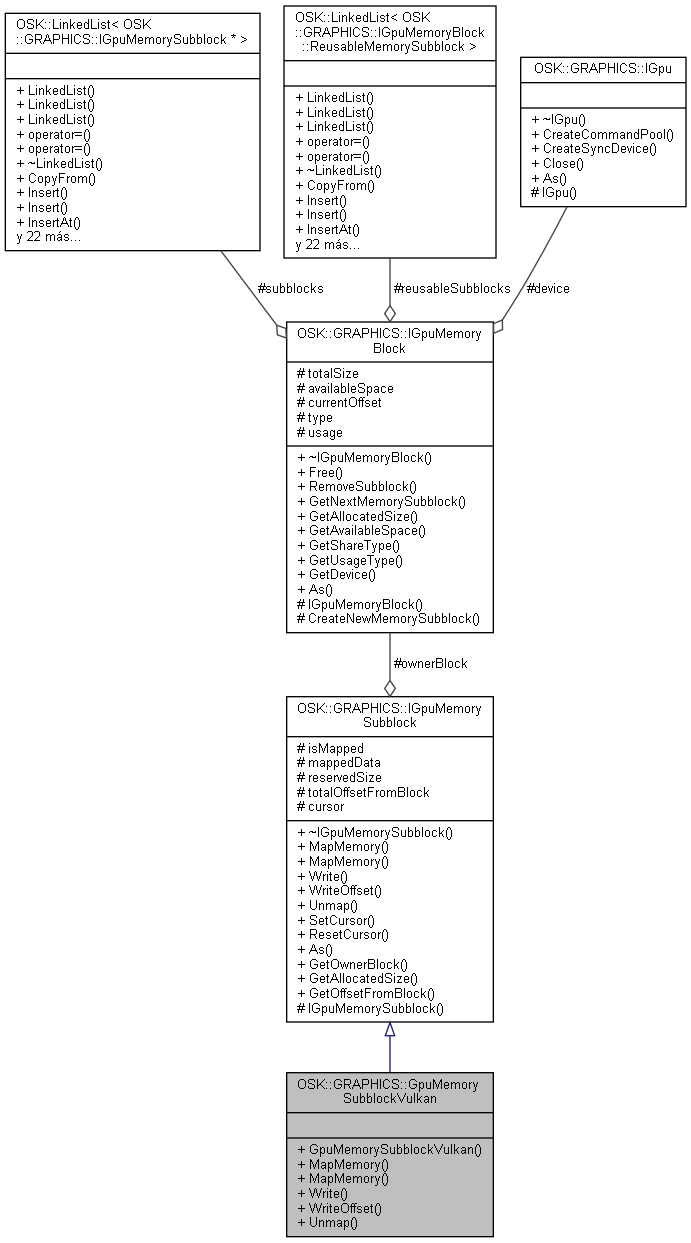 OSK::LinkedList< OSK
::GRAPHICS::IGpuMemorySubblock * >
+ LinkedList()
+ LinkedList()
+ LinkedList()
+ operator=()
+ operator=()
+ ~LinkedList()
+ CopyFrom()
+ Insert()
+ Insert()
+ InsertAt()
y 22 más...
OSK::LinkedList< OSK
::GRAPHICS::IGpuMemoryBlock
::ReusableMemorySubblock >
+ LinkedList()
+ LinkedList()
+ LinkedList()
+ operator=()
+ operator=()
+ ~LinkedList()
+ CopyFrom()
+ Insert()
+ Insert()
+ InsertAt()
y 22 más...
OSK::GRAPHICS::IGpu
+ ~IGpu()
+ CreateCommandPool()
+ CreateSyncDevice()
+ Close()
+ As()
# IGpu()
#subblocks
#reusableSubblocks
#device
OSK::GRAPHICS::IGpuMemory
Block
# totalSize
# availableSpace
# currentOffset
# type
# usage
+ ~IGpuMemoryBlock()
+ Free()
+ RemoveSubblock()
+ GetNextMemorySubblock()
+ GetAllocatedSize()
+ GetAvailableSpace()
+ GetShareType()
+ GetUsageType()
+ GetDevice()
+ As()
# IGpuMemoryBlock()
# CreateNewMemorySubblock()
#ownerBlock
OSK::GRAPHICS::IGpuMemory
Subblock
# isMapped
# mappedData
# reservedSize
# totalOffsetFromBlock
# cursor
+ ~IGpuMemorySubblock()
+ MapMemory()
+ MapMemory()
+ Write()
+ WriteOffset()
+ Unmap()
+ SetCursor()
+ ResetCursor()
+ As()
+ GetOwnerBlock()
+ GetAllocatedSize()
+ GetOffsetFromBlock()
# IGpuMemorySubblock()
OSK::GRAPHICS::GpuMemory
SubblockVulkan
+ GpuMemorySubblockVulkan()
+ MapMemory()
+ MapMemory()
+ Write()
+ WriteOffset()
+ Unmap()